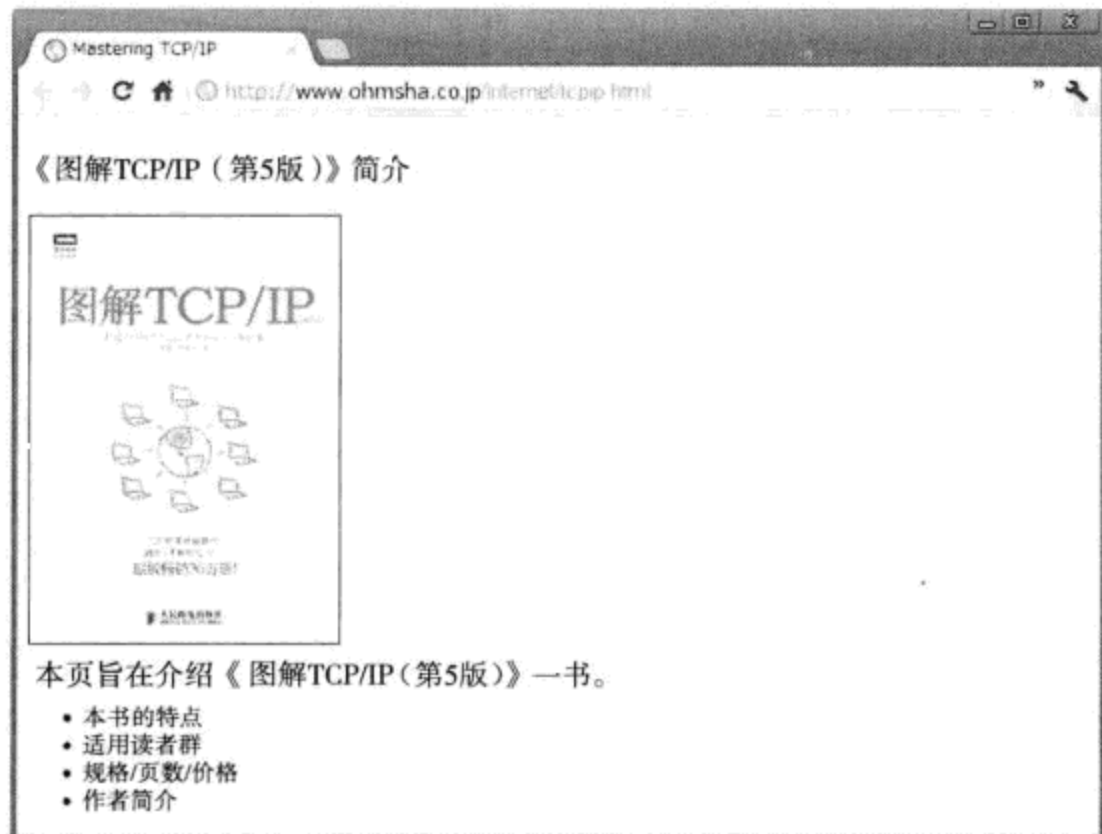 Mastering TCP/IP
http://www.ohmsha.co.jp/internet/tcpip.html
《图解TCP/IP（第5版）》简介
图解TCP/IP
本页旨在介绍《图解TCP/IP（第5版）》一书。
• 本书的特点
• 适用读者群
• 规格/页数/价格
• 作者简介